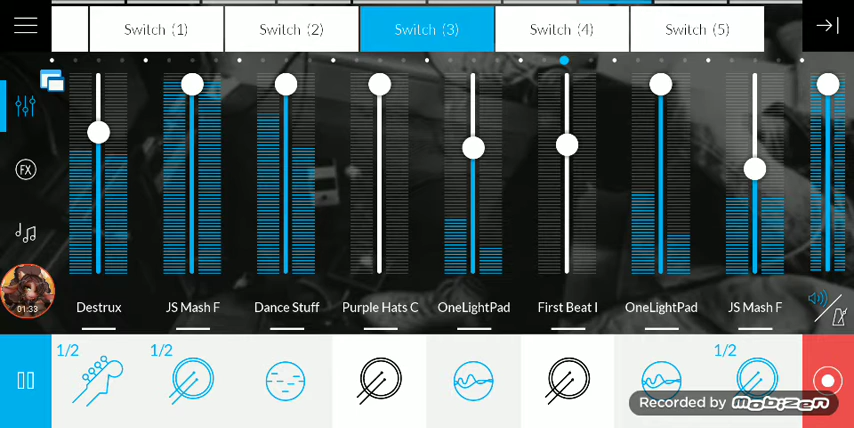 Switch (1)
Switch (2)
Switch (3)
Switch (4)
Switch (5)
FX
01:33
Destrux
JS Mash F
Dance Stuff
Purple Hats C
OneLightPad
First Beat I
OneLightPad
JS Mash F
1/2
1/2
1/2
Recorded by mobizen